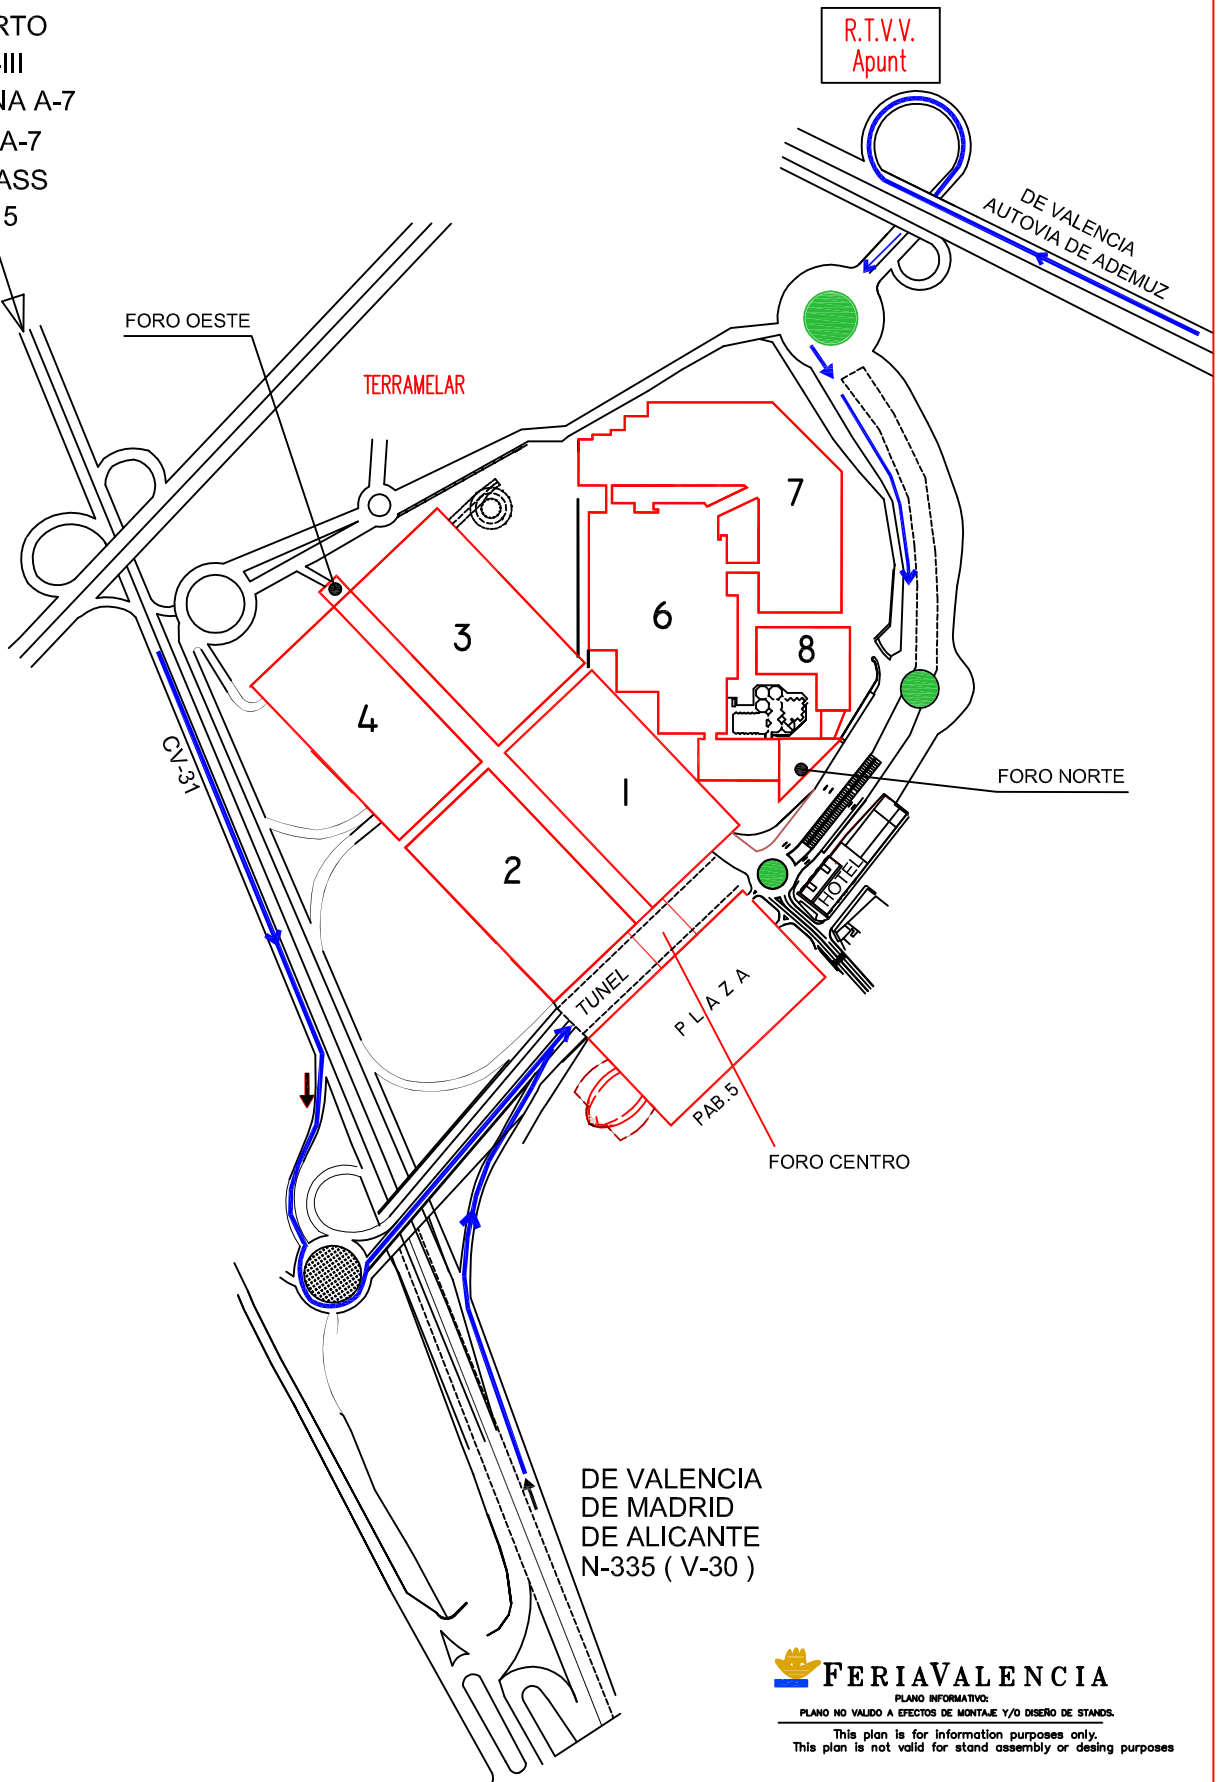 RTO
III
NA A-7
A-7
ASS
5
R.T.V.V.
Apunt
DE VALENCIA
AUTOVIA DE ADEMUZ
FORO OESTE
TERRAMELAR
7
6
3
8
4
CV-31
1
2
FORO NORTE
HOTEL
TUNEL
PLAZA
PAB.5
FORO CENTRO
DE VALENCIA
DE MADRID
DE ALICANTE
N-335 ( V-30 )
FERIAVALENCIA
PLANO INFORMATIVO:
PLANO NO VALIDO A EFECTOS DE MONTAJE Y/O DISEÑO DE STANDS.
This plan is for information purposes only.
This plan is not valid for stand assembly or desing purposes